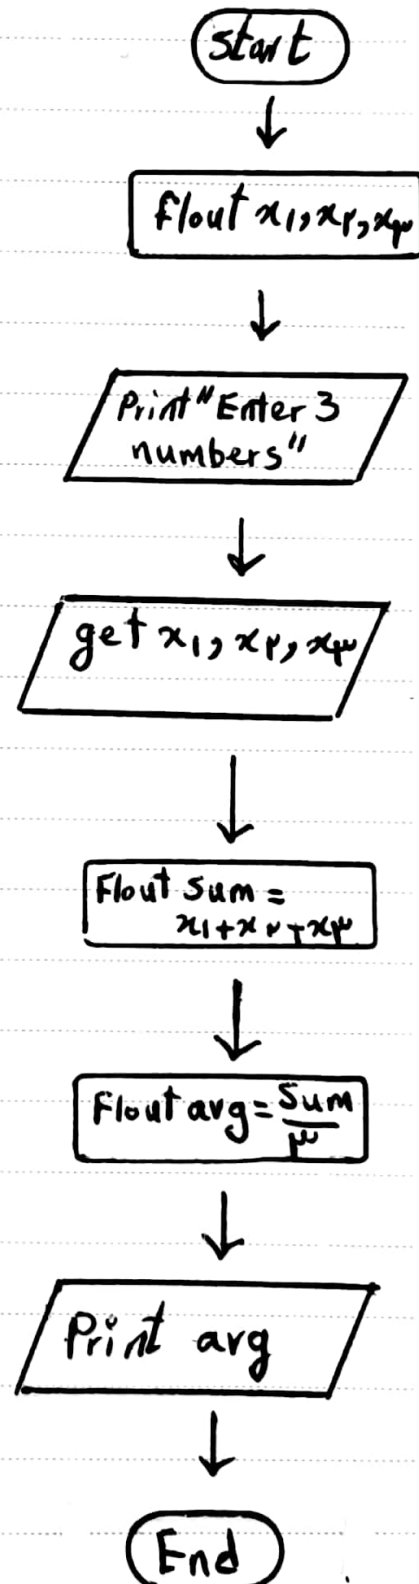 Start
Flout x۱, x۲, x۳
Print "Enter 3
numbers"
get x۱, x۲, x۳
Flout Sum =
x۱+x۲+x۳
Flout avg = Sum
۳
Print avg
End